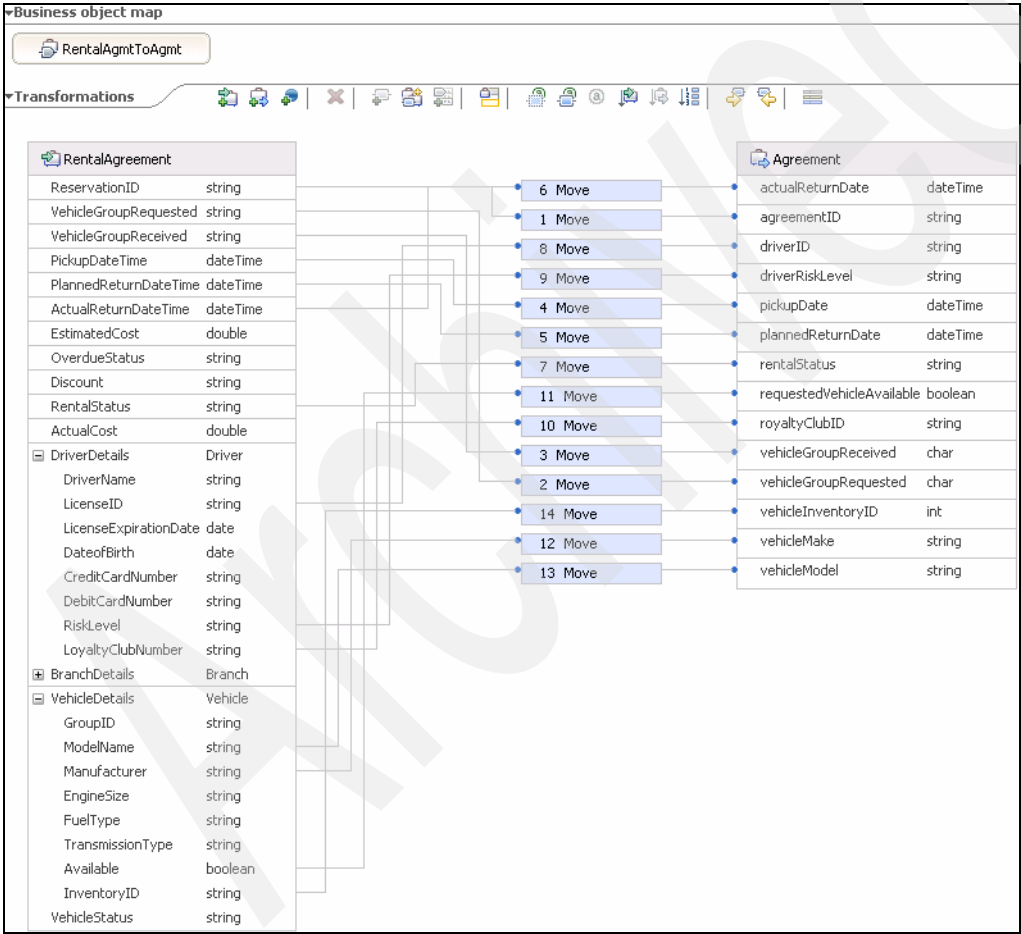 Business object map
RentalAgmtToAgmt
Transformations
RentalAgreement
ReservationID string
VehicleGroupRequested string
VehicleGroupReceived string
PickupDateTime dateTime
PlannedReturnDateTime dateTime
ActualReturnDateTime dateTime
EstimatedCost double
OverdueStatus string
Discount string
RentalStatus string
ActualCost double
DriverDetails Driver
DriverName string
LicenseID string
LicenseExpirationDate date
DateofBirth date
CreditCardNumber string
DebitCardNumber string
RiskLevel string
LoyaltyClubNumber string
BranchDetails Branch
VehicleDetails Vehicle
GroupID string
ModelName string
Manufacturer string
EngineSize string
FuelType string
TransmissionType string
Available boolean
InventoryID string
VehicleStatus string
6 Move
1 Move
8 Move
9 Move
4 Move
5 Move
7 Move
11 Move
10 Move
3 Move
2 Move
14 Move
12 Move
13 Move
Agreement
actualReturnDate dateTime
agreementID string
driverID string
driverRiskLevel string
pickupDate dateTime
plannedReturnDate dateTime
rentalStatus string
requestedVehicleAvailable boolean
royaltyClubID string
vehicleGroupReceived char
vehicleGroupRequested char
vehicleInventoryID int
vehicleMake string
vehicleModel string
Archived